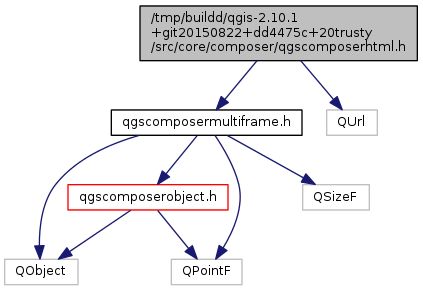 /tmp/buildd/qgis-2.10.1
+git20150822+dd4475c+20trusty
/src/core/composer/qgscomposerhtml.h
qgscomposermultiframe.h
QUrl
qgscomposerobject.h
QSizeF
QObject
QPointF